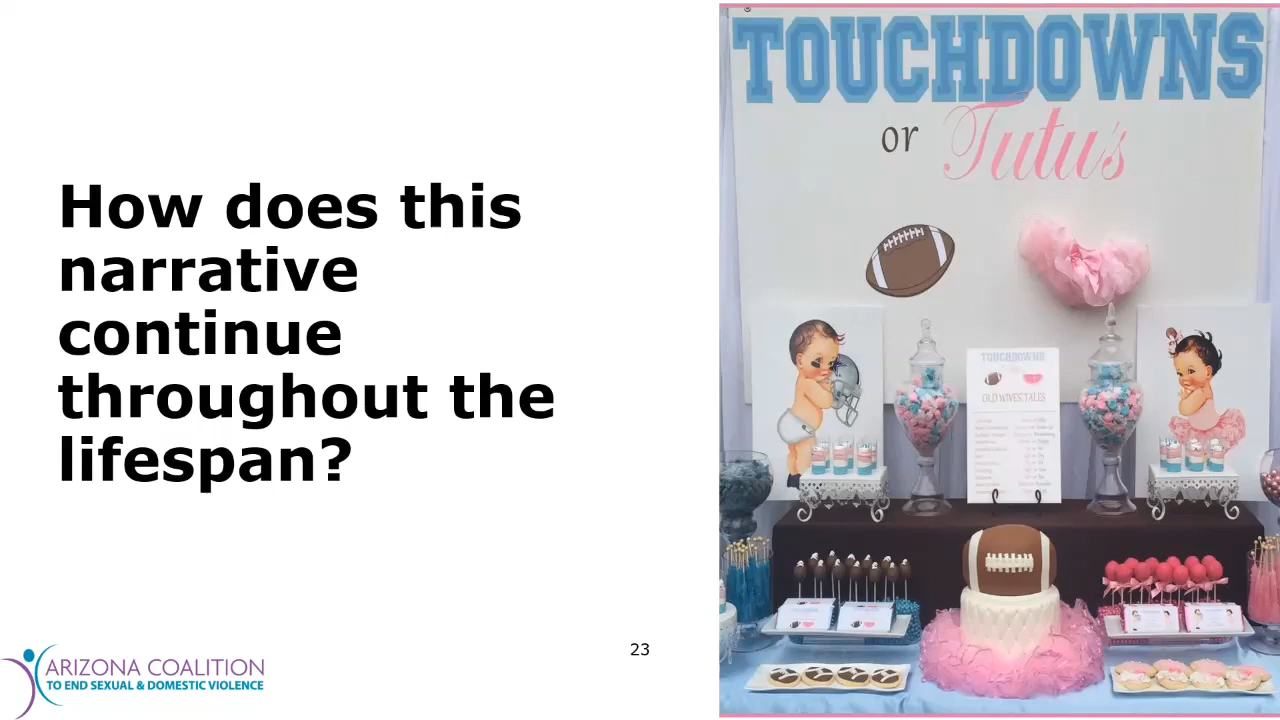 How does this
narrative
continue
throughout the
lifespan?
TOUCHDOWNS
or Tutu's
TOUCHDOWNS
OLD WIVES TALES
23
ARIZONA COALITION
TO END SEXUAL & DOMESTIC VIOLENCE